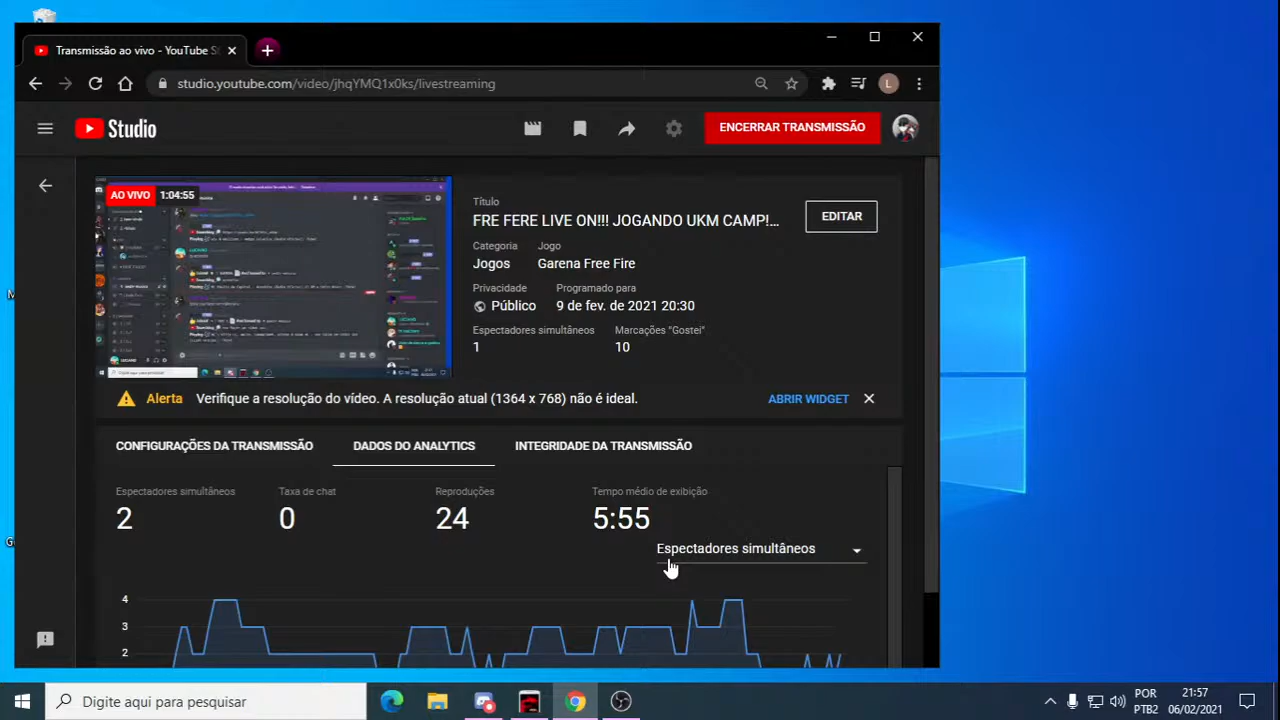 Transmissão ao vivo - YouTube S
studio.youtube.com/video/jhqYMQ1x0ks/livestreaming
L
Studio
ENCERRAR TRANSMISSÃO
AO VIVO 1:04:55
Título
FRE FERE LIVE ON!!! JOGANDO UKM CAMP!...
EDITAR
Categoria Jogo
Jogos Garena Free Fire
Privacidade Programado para
Público 9 de fev. de 2021 20:30
Espectadores simultâneos Marcações "Gostei"
1 10
Alerta Verifique a resolução do vídeo. A resolução atual (1364 x 768) não é ideal. ABRIR WIDGET
CONFIGURAÇÕES DA TRANSMISSÃO DADOS DO ANALYTICS INTEGRIDADE DA TRANSMISSÃO
Espectadores simultâneos Taxa de chat Reproduções Tempo médio de exibição
2 0 24 5:55
Espectadores simultâneos
4
3
2
Digite aqui para pesquisar
POR 21:57
PTB2 06/02/2021